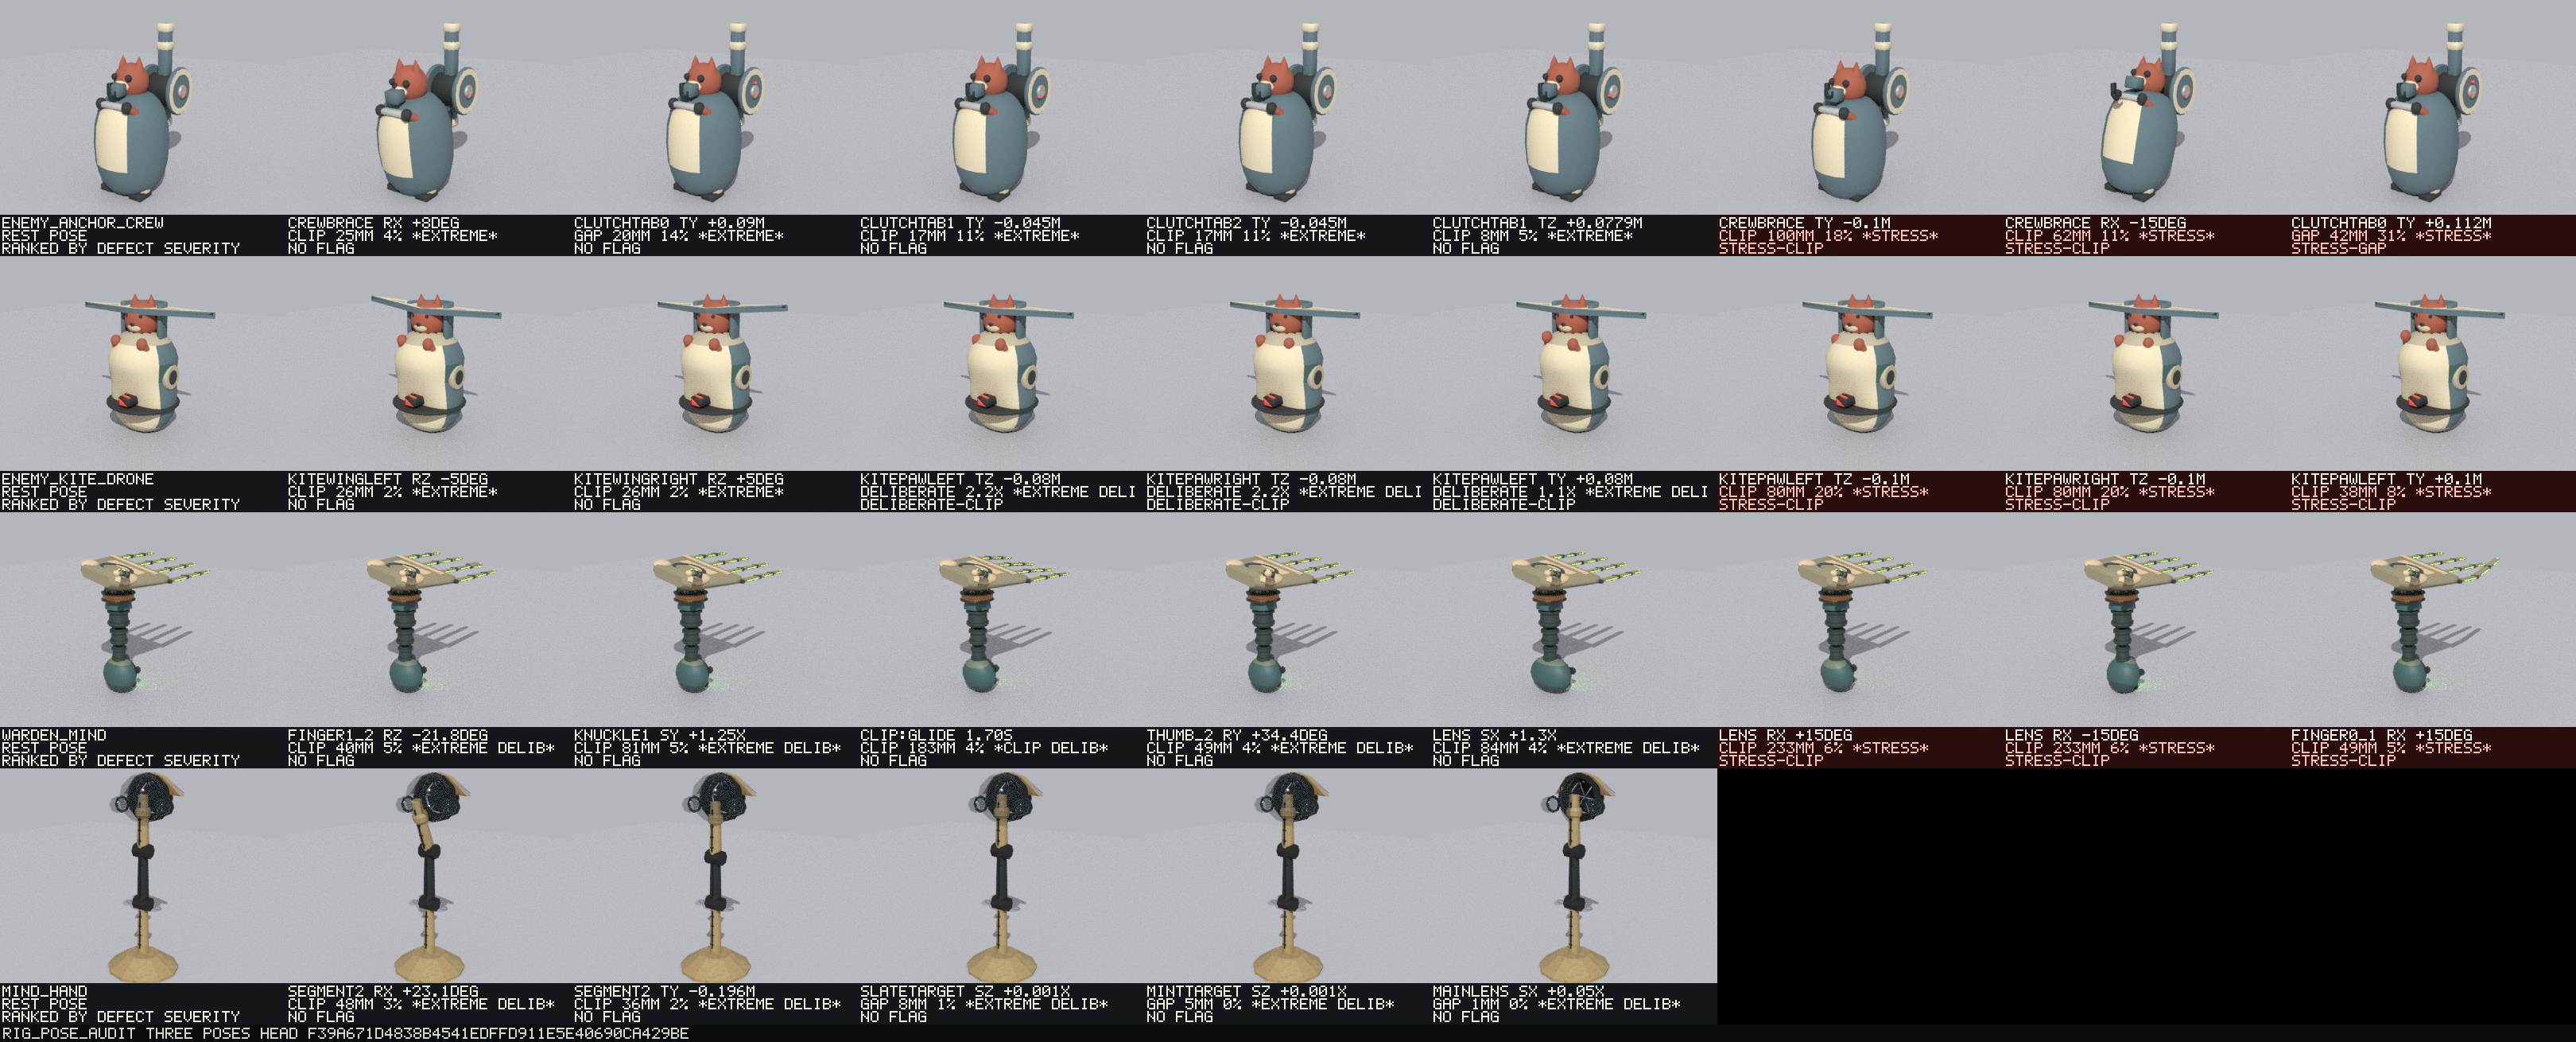 ENEMY_ANCHOR_CREW
REST POSE
RANKED BY DEFECT SEVERITY
CREWBRACE RX +8DEG
CLIP 25MM 4% *EXTREME*
NO FLAG
CLUTCHTAB0 TY +0.09M
GAP 20MM 14% *EXTREME*
NO FLAG
CLUTCHTAB1 TY -0.045M
CLIP 17MM 11% *EXTREME*
NO FLAG
CLUTCHTAB2 TY -0.045M
CLIP 17MM 11% *EXTREME*
NO FLAG
CLUTCHTAB1 TZ +0.0779M
CLIP 8MM 5% *EXTREME*
NO FLAG
CREWBRACE TY -0.1M
CLIP 100MM 18% *STRESS*
STRESS-CLIP
CREWBRACE RX -15DEG
CLIP 62MM 11% *STRESS*
STRESS-CLIP
CLUTCHTAB0 TY +0.112M
GAP 42MM 31% *STRESS*
STRESS-GAP
ENEMY_KITE_DRONE
REST POSE
RANKED BY DEFECT SEVERITY
KITEWINGLEFT RZ -5DEG
CLIP 26MM 2% *EXTREME*
NO FLAG
KITEWINGRIGHT RZ +5DEG
CLIP 26MM 2% *EXTREME*
NO FLAG
KITEPAWLEFT TZ -0.08M
DELIBERATE 2.2X *EXTREME DELI
DELIBERATE-CLIP
KITEPAWRIGHT TZ -0.08M
DELIBERATE 2.2X *EXTREME DELI
DELIBERATE-CLIP
KITEPAWLEFT TY +0.08M
DELIBERATE 1.1X *EXTREME DELI
DELIBERATE-CLIP
KITEPAWLEFT TZ -0.1M
CLIP 80MM 20% *STRESS*
STRESS-CLIP
KITEPAWRIGHT TZ -0.1M
CLIP 80MM 20% *STRESS*
STRESS-CLIP
KITEPAWLEFT TY +0.1M
CLIP 38MM 8% *STRESS*
STRESS-CLIP
WARDEN_MIND
REST POSE
RANKED BY DEFECT SEVERITY
FINGER1_2 RZ -21.8DEG
CLIP 40MM 5% *EXTREME DELIB*
NO FLAG
KNUCKLE1 SY +1.25X
CLIP 81MM 5% *EXTREME DELIB*
NO FLAG
CLIP:GLIDE 1.70S
CLIP 183MM 4% *CLIP DELIB*
NO FLAG
THUMB_2 RY +34.4DEG
CLIP 49MM 4% *EXTREME DELIB*
NO FLAG
LENS SX +1.3X
CLIP 84MM 4% *EXTREME DELIB*
NO FLAG
LENS RX +15DEG
CLIP 233MM 6% *STRESS*
STRESS-CLIP
LENS RX -15DEG
CLIP 233MM 6% *STRESS*
STRESS-CLIP
FINGER0_1 RX +15DEG
CLIP 49MM 5% *STRESS*
STRESS-CLIP
MIND_HAND
REST POSE
RANKED BY DEFECT SEVERITY
SEGMENT2 RX +23.1DEG
CLIP 48MM 3% *EXTREME DELIB*
NO FLAG
SEGMENT2 TY -0.196M
CLIP 36MM 2% *EXTREME DELIB*
NO FLAG
SLATETARGET SZ +0.001X
GAP 8MM 1% *EXTREME DELIB*
NO FLAG
MINTTARGET SZ +0.001X
GAP 5MM 0% *EXTREME DELIB*
NO FLAG
MAINLENS SX +0.05X
GAP 1MM 0% *EXTREME DELIB*
NO FLAG
RIG_POSE_AUDIT THREE POSES HEAD F39A671D4838B4541EDFFD911E5E40690CA429BE